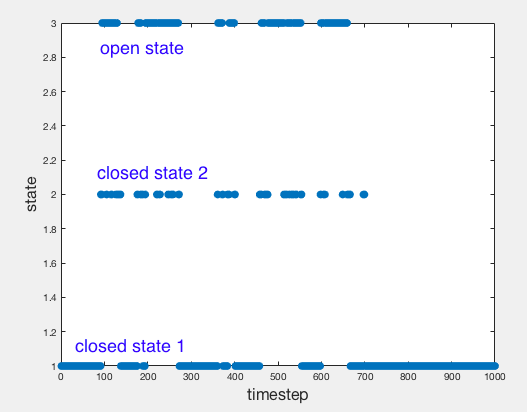 3
open state
2.8
2.6
2.4
2.2
closed state 2
state
2
1.8
1.6
1.4
1.2
closed state 1
1
0 100 200 300 400 500 600 700 800 900 1000
timestep